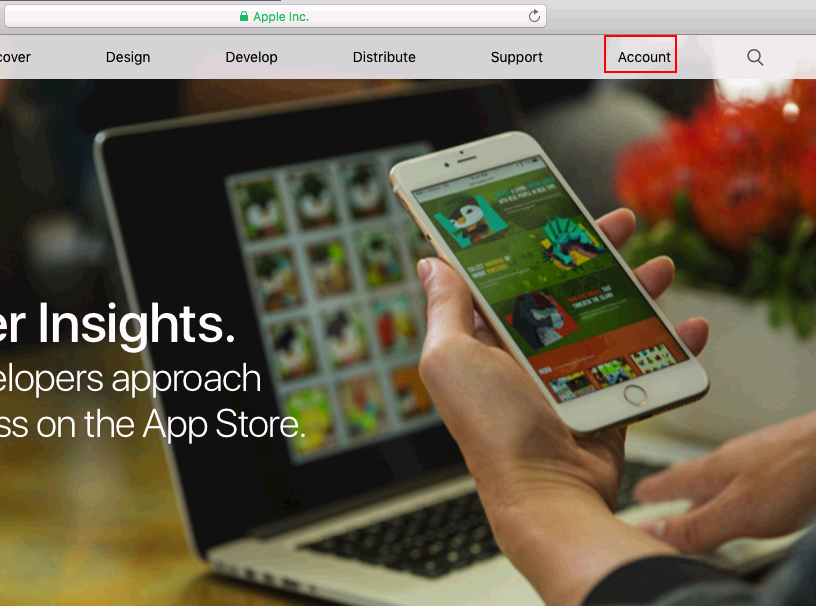 Apple Inc.
cover
Design
Develop
Distribute
Support
Account
er Insights.
elopers approach
ss on the App Store.